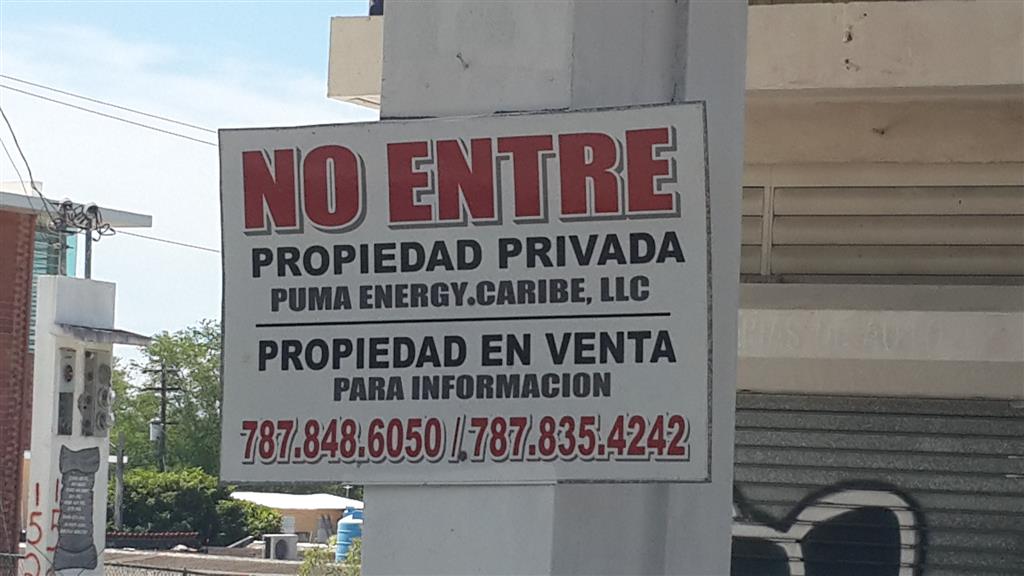 NO ENTRE
PROPIEDAD PRIVADA
PUMA ENERGY.CARIBE, LLC
PROPIEDAD EN VENTA
PARA INFORMACION
787.848.6050 / 787.835.4242